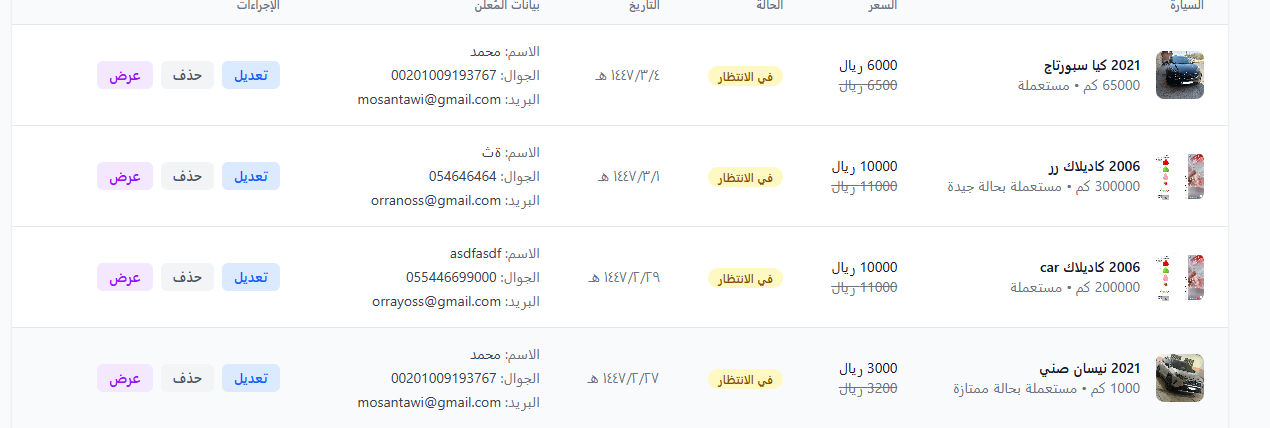 السيارة السعر الحالة التاريخ بيانات المُعلن الإجراءات
2021 كيا سبورتاج
65000 كم • مستعملة
6000 ريال
6500 ريال
في الانتظار
١٤٤٧/٣/٤ هـ
الاسم: محمد
الجوال: 00201009193767
البريد: mosantawi@gmail.com
تعديل حذف عرض
2006 كاديلاك رر
300000 كم • مستعملة بحالة جيدة
10000 ريال
11000 ريال
في الانتظار
١٤٤٧/٣/١ هـ
الاسم: ةث
الجوال: 054646464
البريد: orranoss@gmail.com
تعديل حذف عرض
2006 كاديلاك car
200000 كم • مستعملة
10000 ريال
11000 ريال
في الانتظار
١٤٤٧/٢/٢٩ هـ
الاسم: asdfasdf
الجوال: 055446699000
البريد: orrayoss@gmail.com
تعديل حذف عرض
2021 نيسان صني
1000 كم • مستعملة بحالة ممتازة
3000 ريال
3200 ريال
في الانتظار
١٤٤٧/٢/٢٧ هـ
الاسم: محمد
الجوال: 00201009193767
البريد: mosantawi@gmail.com
تعديل حذف عرض